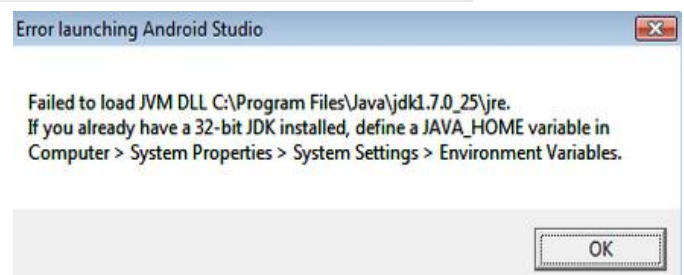 Error launching Android Studio
Failed to load JVM DLL C:\Program Files\Java\jdk1.7.0_25\jre.
If you already have a 32-bit JDK installed, define a JAVA_HOME variable in
Computer > System Properties > System Settings > Environment Variables.
OK